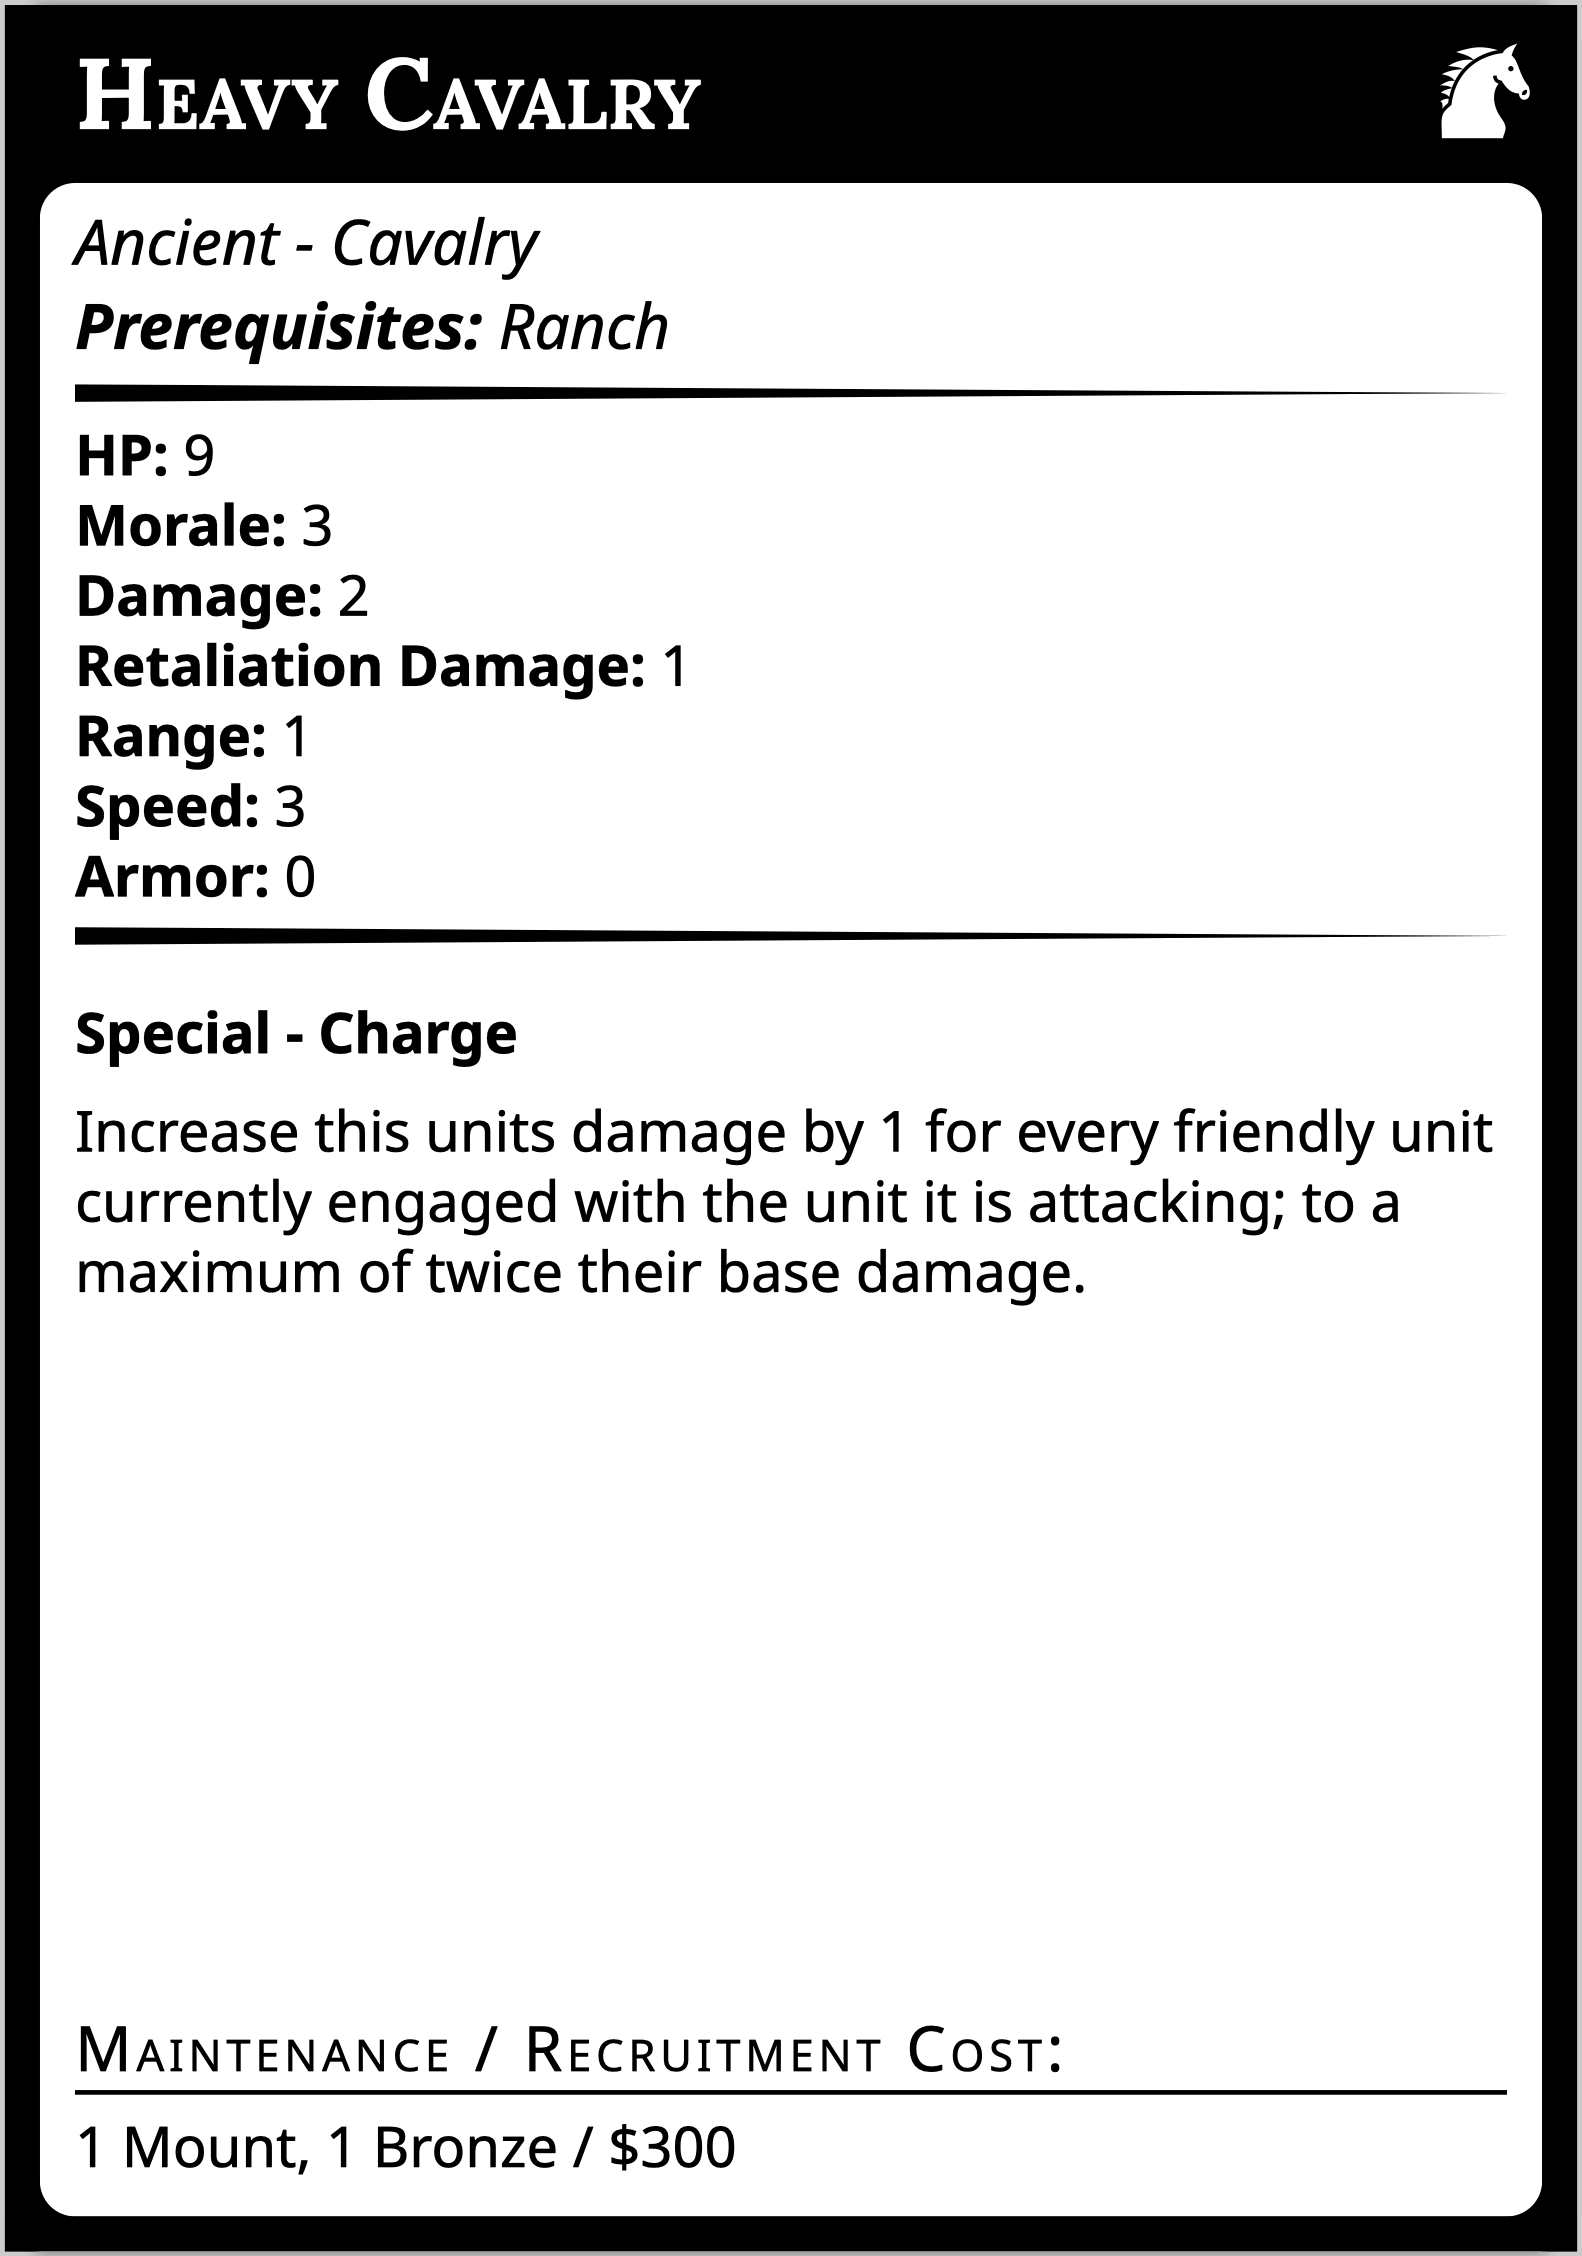 Heavy Cavalry
Ancient - Cavalry
Prerequisites: Ranch
HP: 9
Morale: 3
Damage: 2
Retaliation Damage: 1
Range: 1
Speed: 3
Armor: 0
Special - Charge
Increase this units damage by 1 for every friendly unit
currently engaged with the unit it is attacking; to a
maximum of twice their base damage.
Maintenance / Recruitment Cost:
1 Mount, 1 Bronze / $300